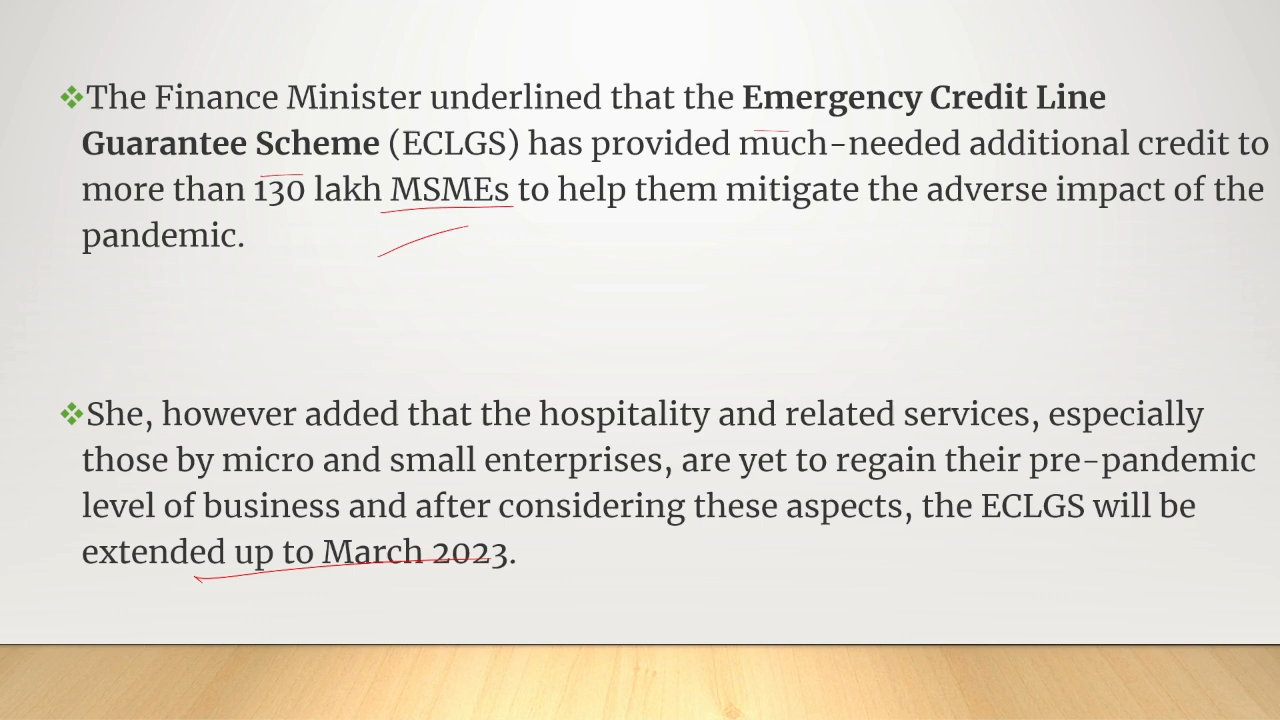 ❖The Finance Minister underlined that the Emergency Credit Line
Guarantee Scheme (ECLGS) has provided much-needed additional credit to
more than 130 lakh MSMEs to help them mitigate the adverse impact of the
pandemic.
❖She, however added that the hospitality and related services, especially
those by micro and small enterprises, are yet to regain their pre-pandemic
level of business and after considering these aspects, the ECLGS will be
extended up to March 2023.